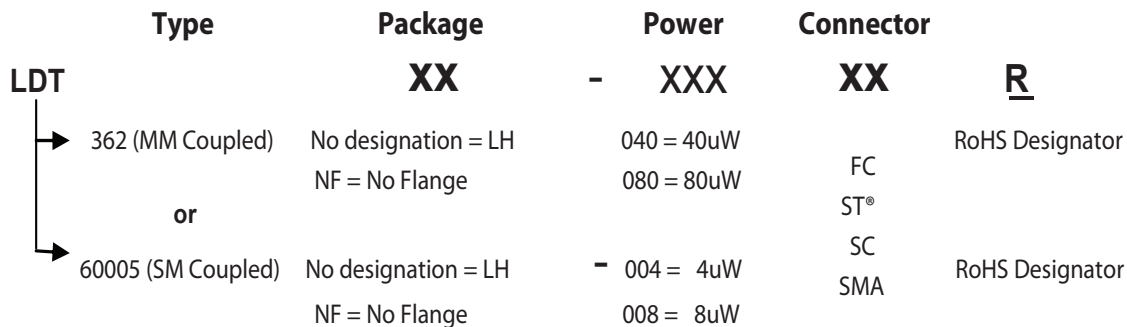 Type Package Power Connector
LDT XX - XXX XX R
362 (MM Coupled) No designation = LH 040 = 40uW RoHS Designator
FC
NF = No Flange 080 = 80uW
ST®
or
SC
60005 (SM Coupled) No designation = LH - 004 = 4uW RoHS Designator
SMA
NF = No Flange 008 = 8uW